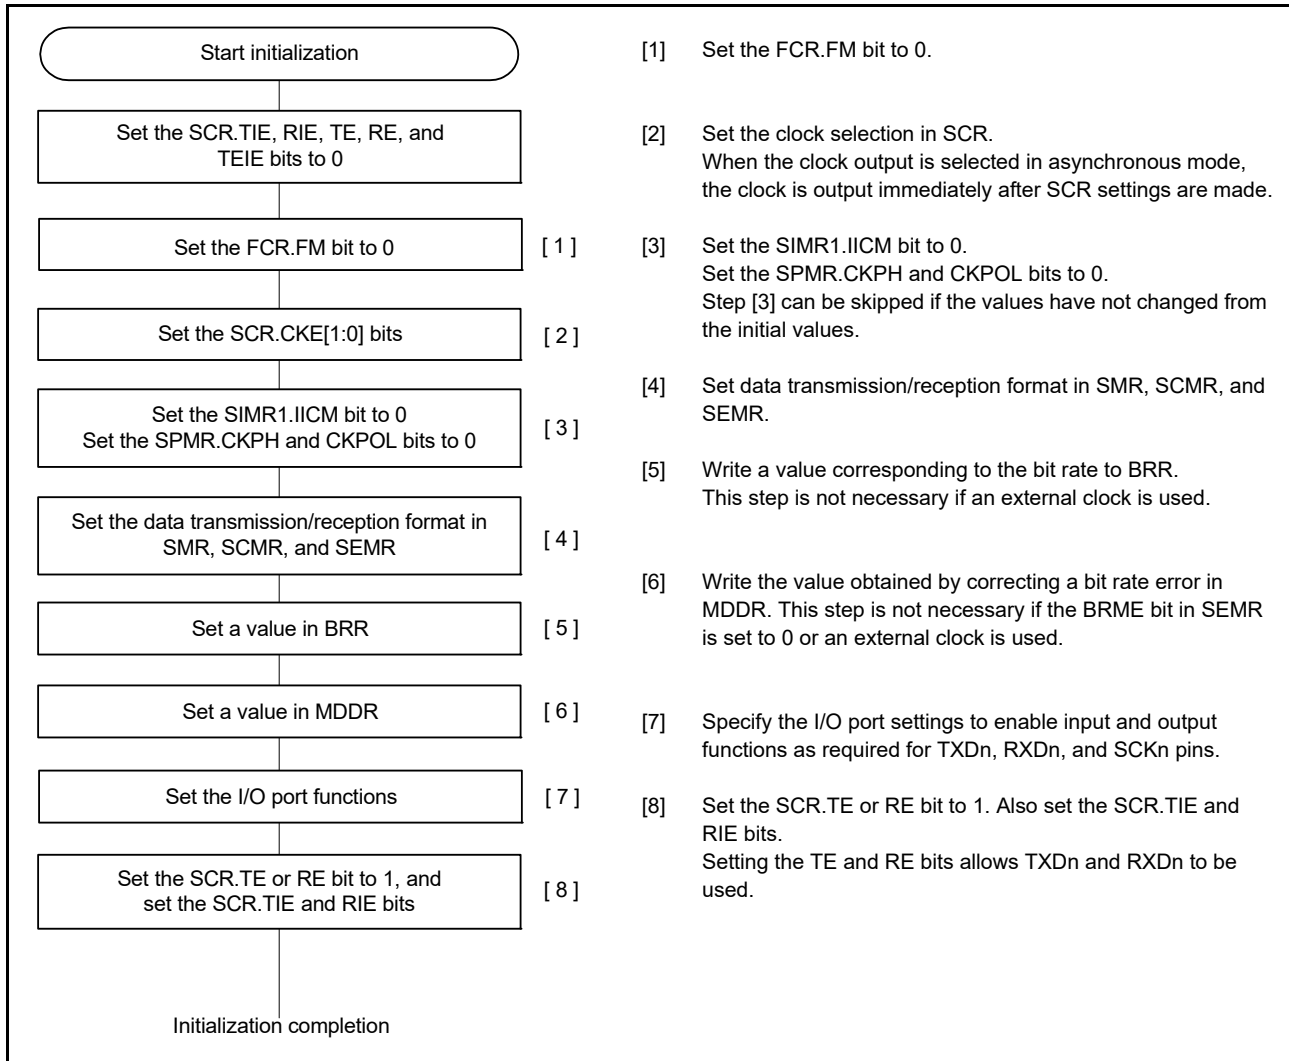 Start initialization
Set the SCR.TIE, RIE, TE, RE, and
TEIE bits to 0
Set the FCR.FM bit to 0
[ 1 ]
Set the SCR.CKE[1:0] bits
[ 2 ]
Set the SIMR1.IICM bit to 0
Set the SPMR.CKPH and CKPOL bits to 0
[ 3 ]
Set the data transmission/reception format in
SMR, SCMR, and SEMR
[ 4 ]
Set a value in BRR
[ 5 ]
Set a value in MDDR
[ 6 ]
Set the I/O port functions
[ 7 ]
Set the SCR.TE or RE bit to 1, and
set the SCR.TIE and RIE bits
[ 8 ]
Initialization completion
[1] Set the FCR.FM bit to 0.
[2] Set the clock selection in SCR.
When the clock output is selected in asynchronous mode,
the clock is output immediately after SCR settings are made.
[3] Set the SIMR1.IICM bit to 0.
Set the SPMR.CKPH and CKPOL bits to 0.
Step [3] can be skipped if the values have not changed from
the initial values.
[4] Set data transmission/reception format in SMR, SCMR, and
SEMR.
[5] Write a value corresponding to the bit rate to BRR.
This step is not necessary if an external clock is used.
[6] Write the value obtained by correcting a bit rate error in
MDDR. This step is not necessary if the BRME bit in SEMR
is set to 0 or an external clock is used.
[7] Specify the I/O port settings to enable input and output
functions as required for TXDn, RXDn, and SCKn pins.
[8] Set the SCR.TE or RE bit to 1. Also set the SCR.TIE and
RIE bits.
Setting the TE and RE bits allows TXDn and RXDn to be
used.